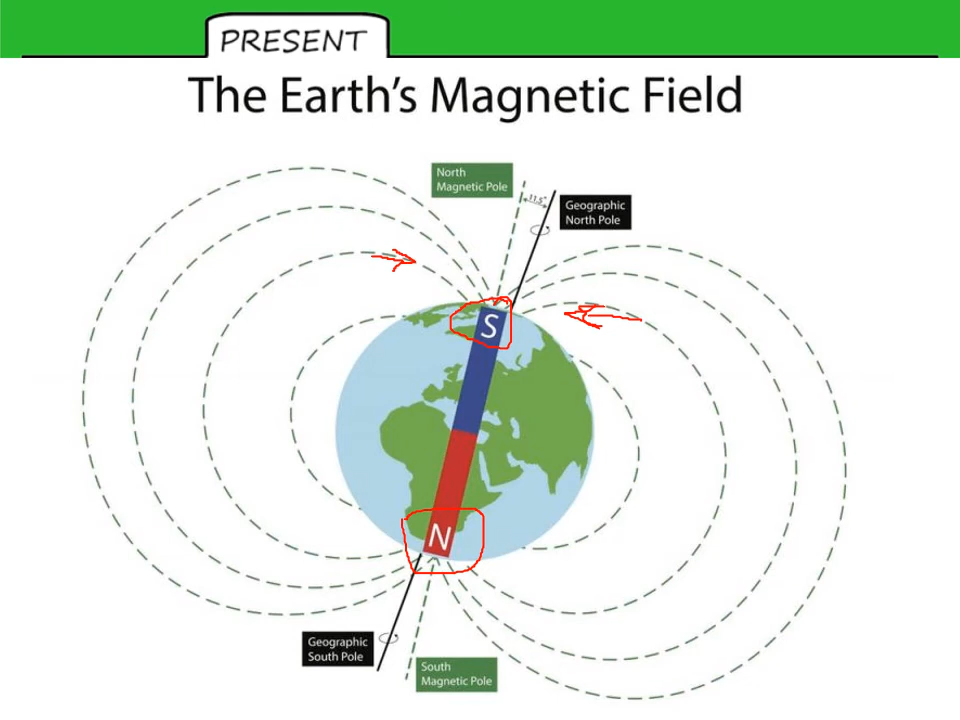 PRESENT
The Earth's Magnetic Field
North
Magnetic Pole
11.5°
Geographic
North Pole
S
N
Geographic
South Pole
South
Magnetic Pole